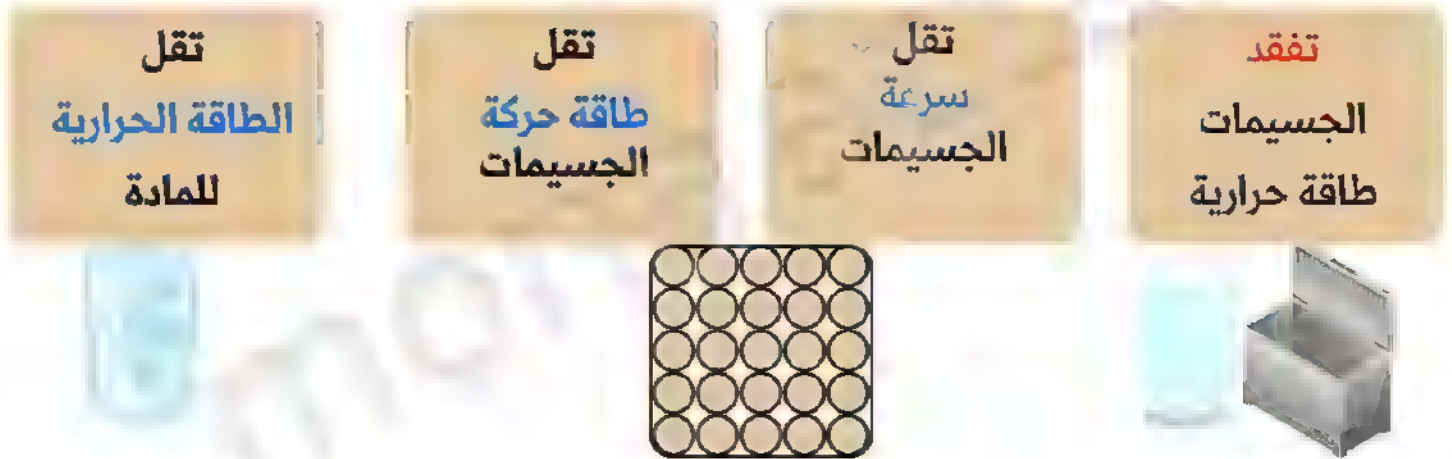 تفقد
الجسيمات
طاقة حرارية
تقل
سرعة
الجسيمات
تقل
طاقة حركة
الجسيمات
تقل
الطاقة الحرارية
للمادة